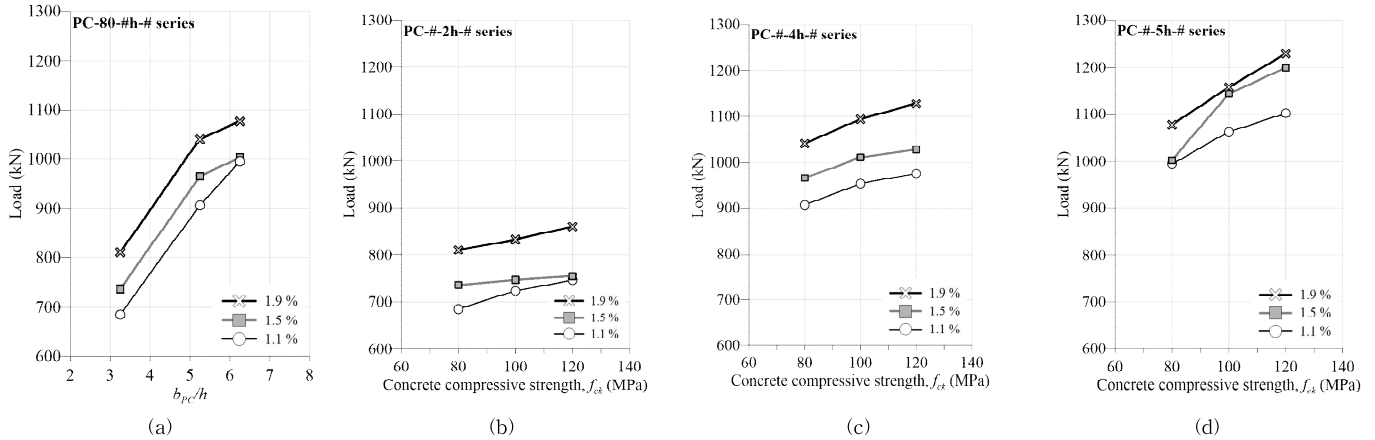 PC-80-#h-# series
1300
1200
1100
1000
900
800
700
600
Load (kN)
2 3 4 5 6 7 8
b_PC/h
1.9 %
1.5 %
1.1 %
(a)
PC-#-2h-# series
1300
1200
1100
1000
900
800
700
600
Load (kN)
60 80 100 120 140
Concrete compressive strength, f_ck (MPa)
1.9 %
1.5 %
1.1 %
(b)
PC-#-4h-# series
1300
1200
1100
1000
900
800
700
600
Load (kN)
60 80 100 120 140
Concrete compressive strength, f_ck (MPa)
1.9 %
1.5 %
1.1 %
(c)
PC-#-5h-# series
1300
1200
1100
1000
900
800
700
600
Load (kN)
60 80 100 120 140
Concrete compressive strength, f_ck (MPa)
1.9 %
1.5 %
1.1 %
(d)